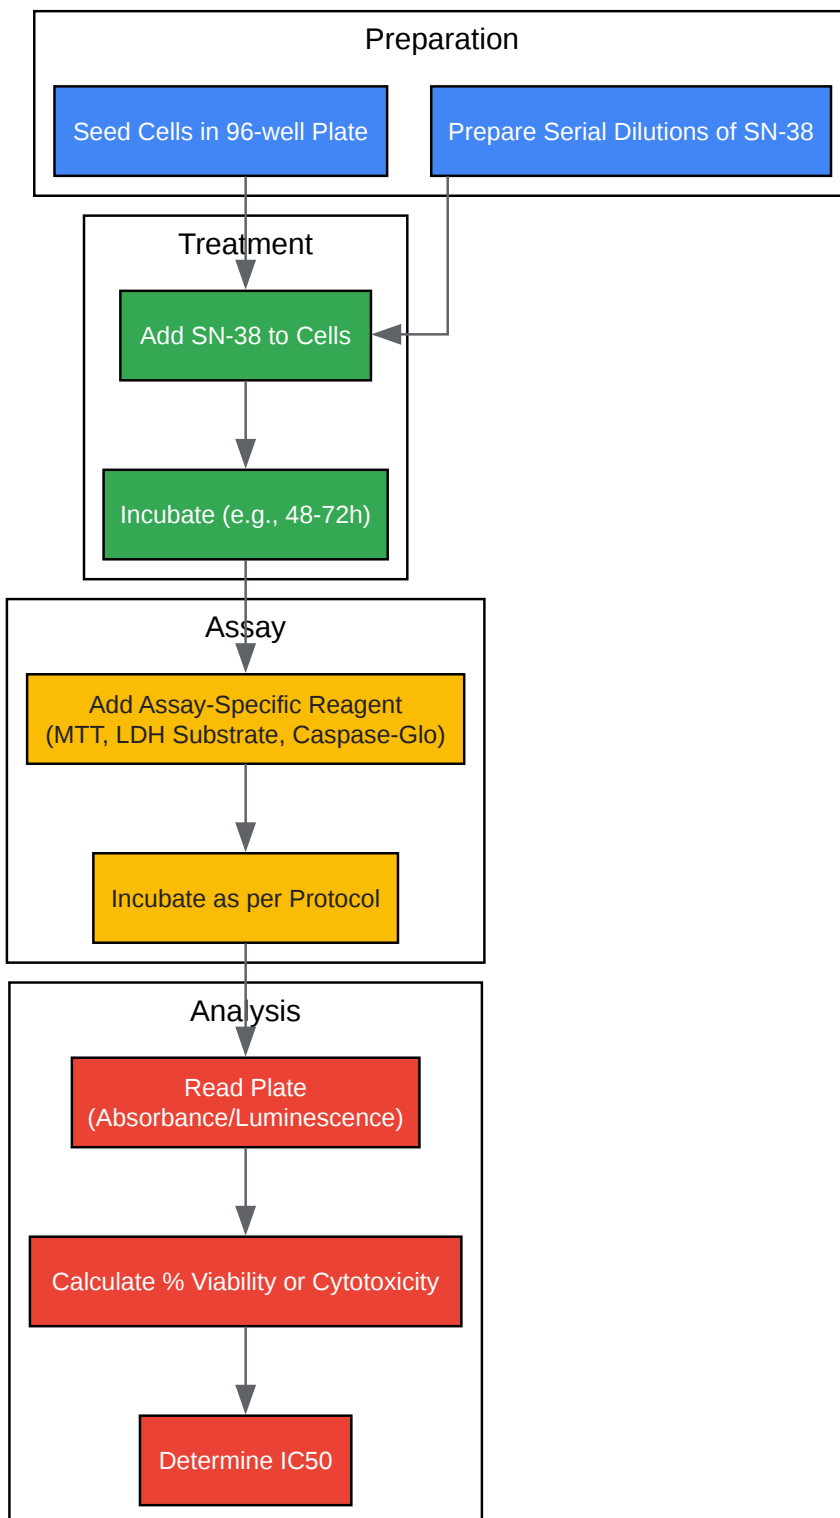 Preparation
Seed Cells in 96-well Plate
Prepare Serial Dilutions of SN-38
Treatment
Add SN-38 to Cells
Incubate (e.g., 48-72h)
Assay
Add Assay-Specific Reagent
(MTT, LDH Substrate, Caspase-Glo)
Incubate as per Protocol
Analysis
Read Plate
(Absorbance/Luminescence)
Calculate % Viability or Cytotoxicity
Determine IC50